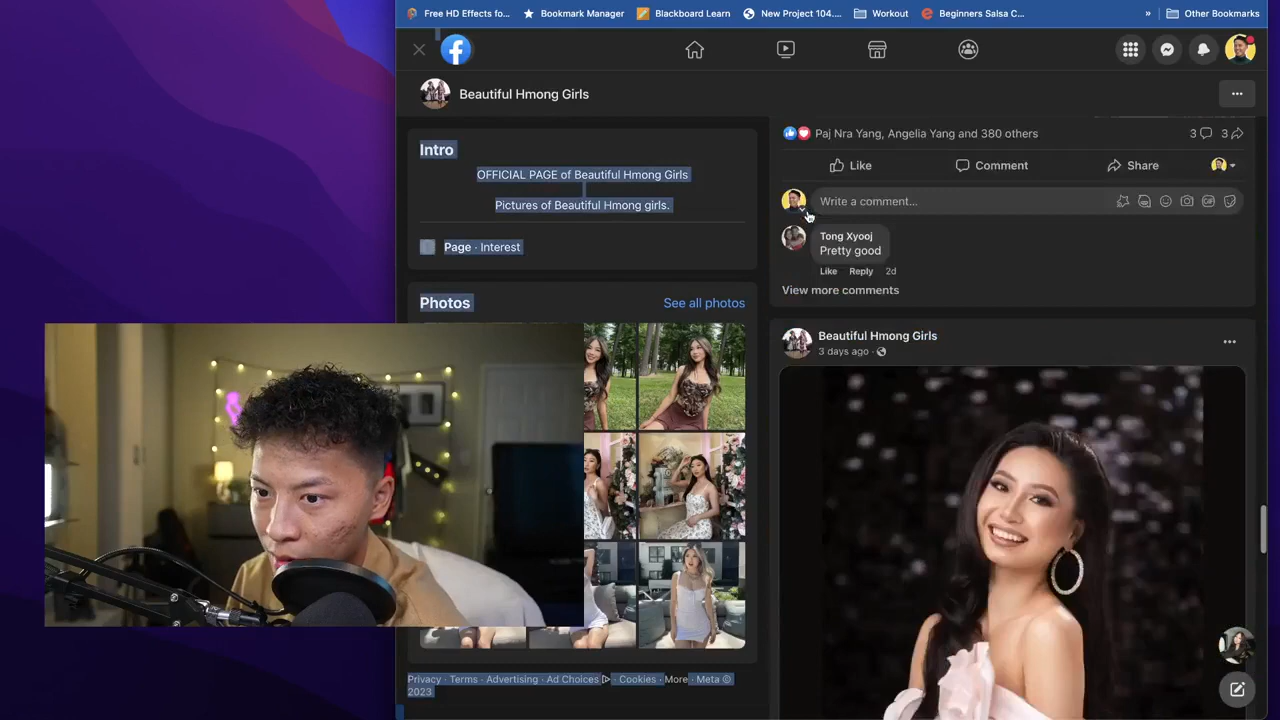 Free HD Effects fo...
Bookmark Manager
Blackboard Learn
New Project 104....
Workout
Beginners Salsa C...
»
Other Bookmarks
Beautiful Hmong Girls
Intro
OFFICIAL PAGE of Beautiful Hmong Girls
Pictures of Beautiful Hmong girls.
Page · Interest
Photos
See all photos
Privacy · Terms · Advertising · Ad Choices · Cookies · More · Meta ©
2023
Paj Nra Yang, Angelia Yang and 380 others
3
3
Like
Comment
Share
Write a comment...
GIF
Tong Xyooj
Pretty good
Like
Reply
2d
View more comments
Beautiful Hmong Girls
3 days ago ·